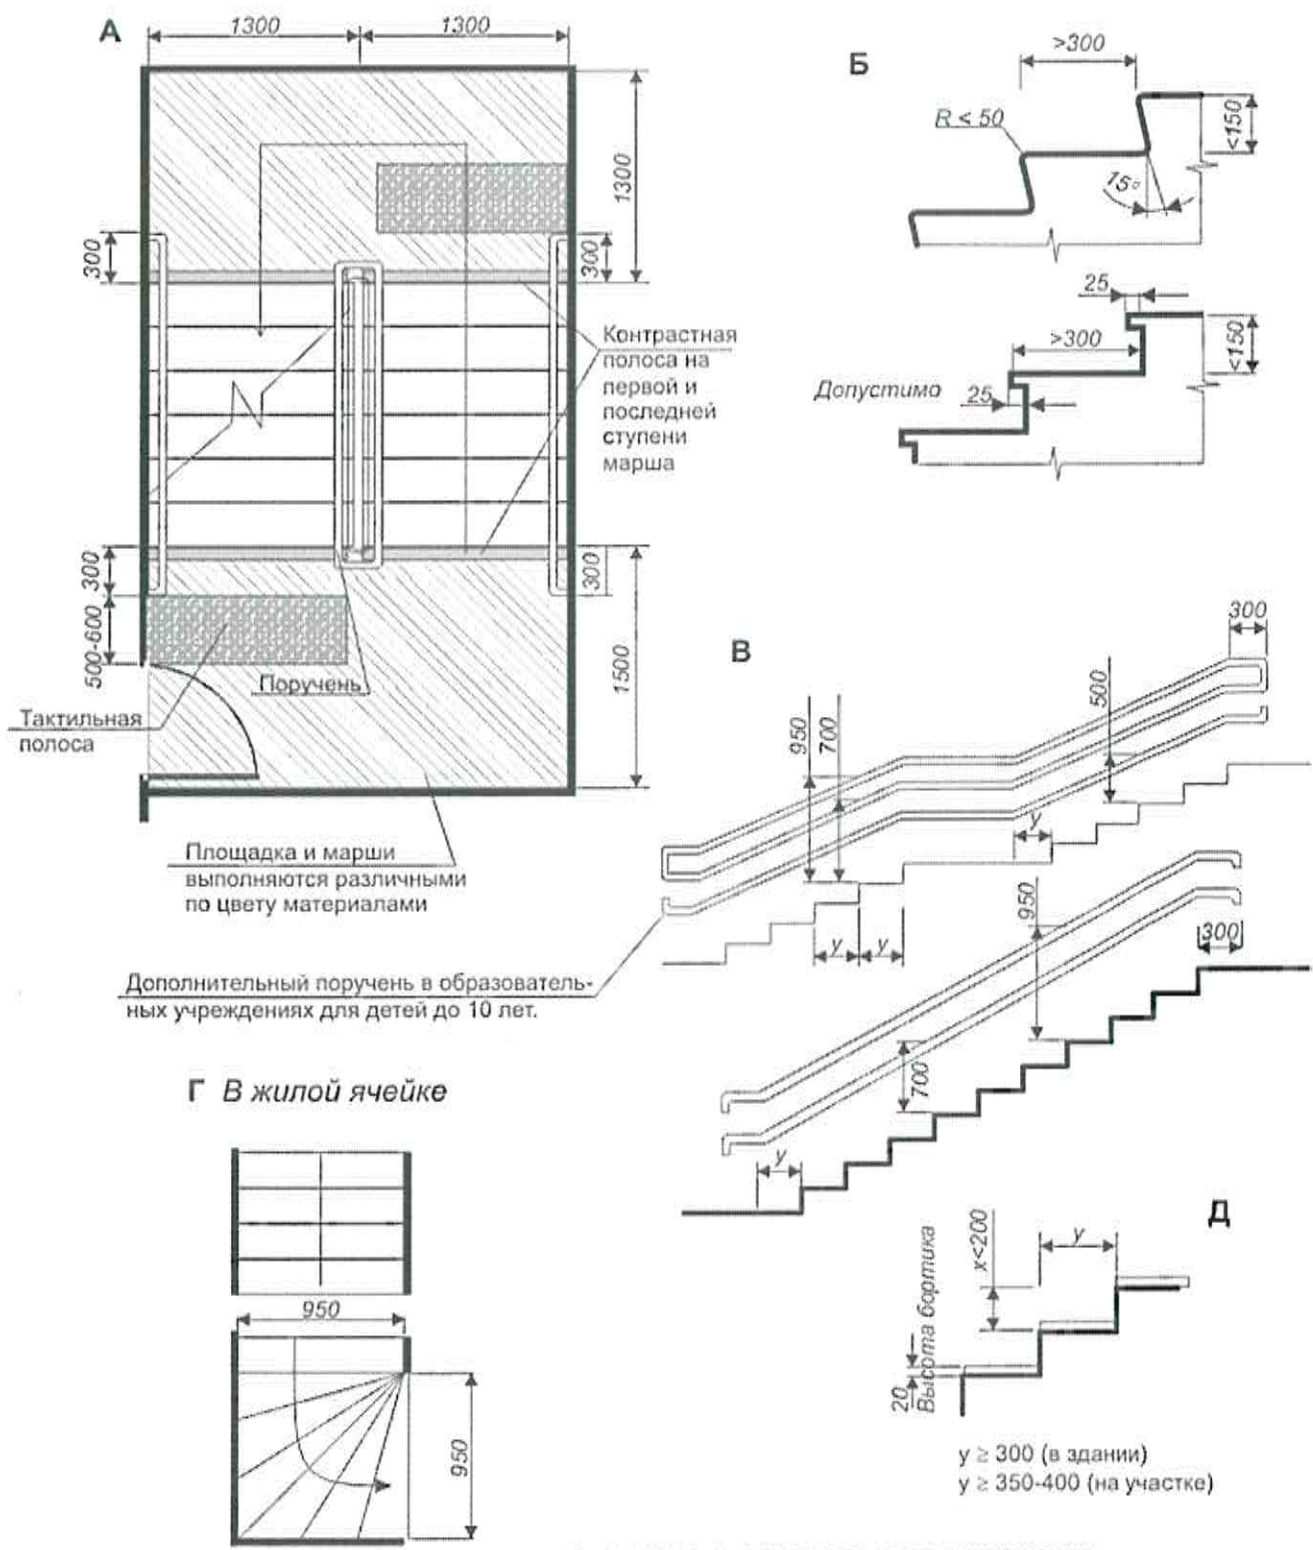 А
1300
1300
1300
300
300
Контрастная
полоса на
первой и
последней
ступени
марша
300
300
500-600
1500
Поручень
Тактильная
полоса
Площадка и марши
выполняются различными
по цвету материалами
Дополнительный поручень в образователь-
ных учреждениях для детей до 10 лет.
Б
>300
R < 50
<150
15°
25
>300
<150
Допустимо
25
В
300
500
950
700
у
у
у
950
300
700
у
Г В жилой ячейке
950
950
Д
x<200
у
Высота бортика
20
у ≥ 300 (в здании)
у ≥ 350-400 (на участке)